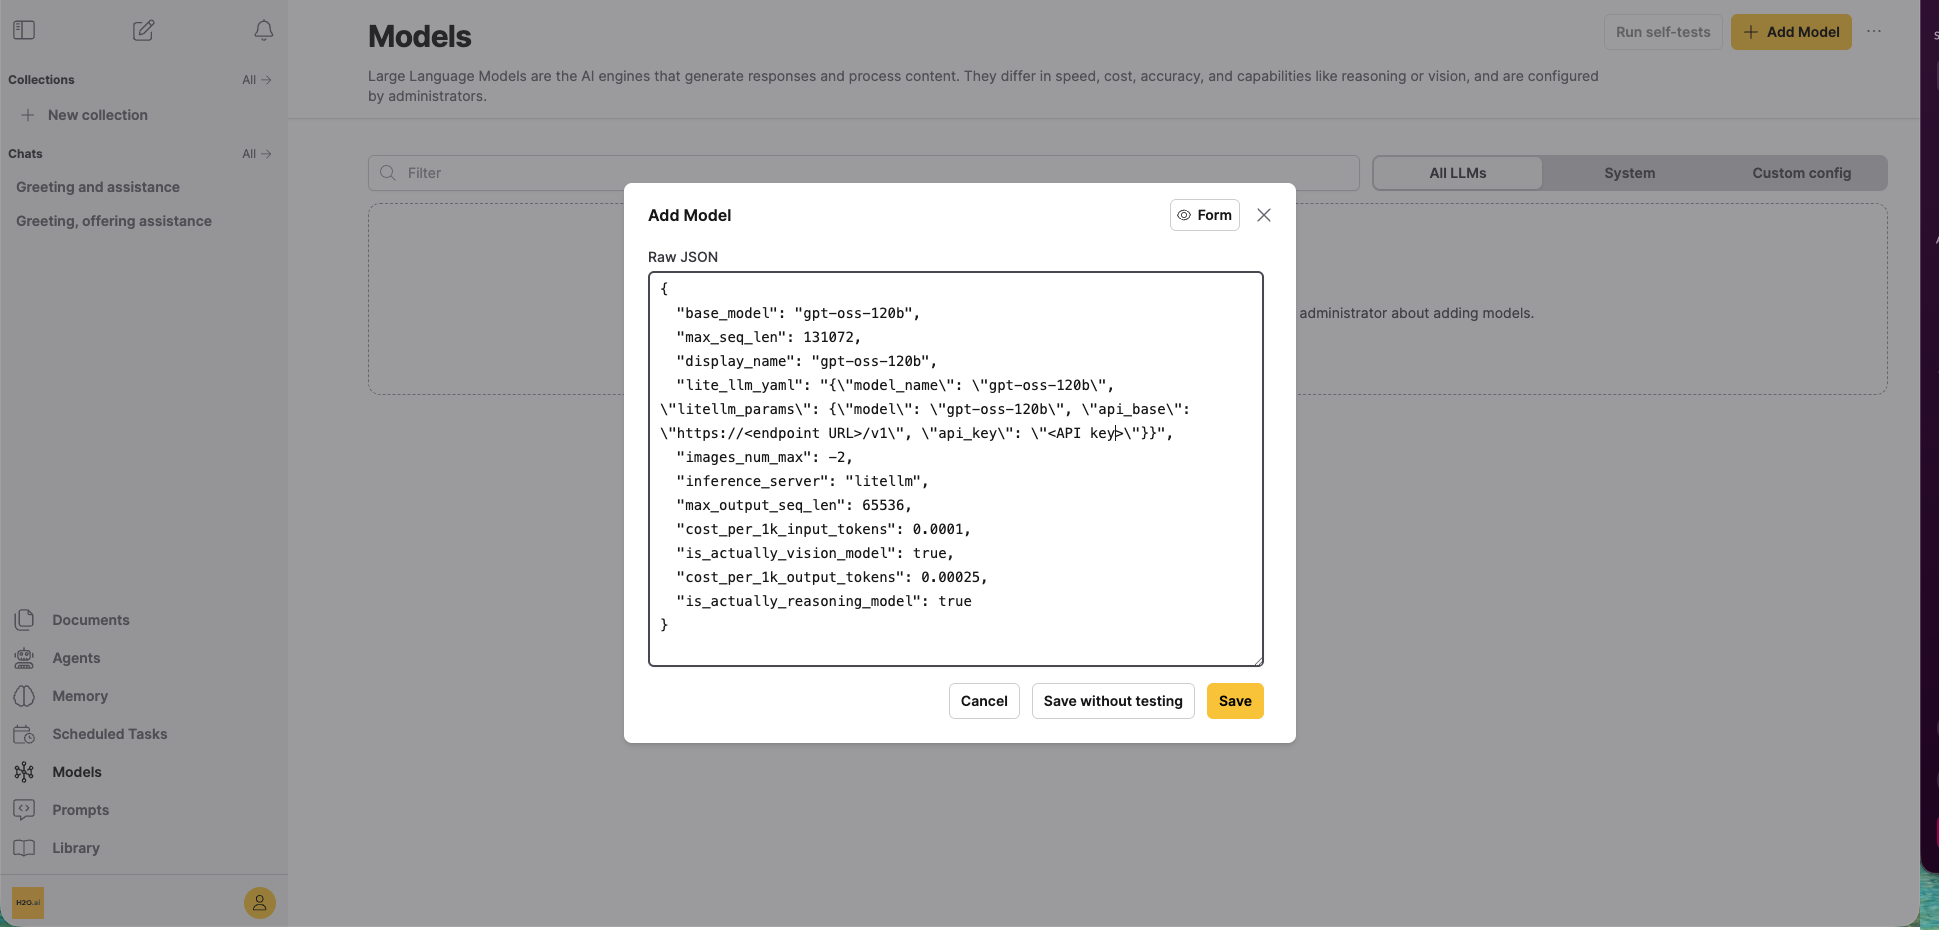 Collections
All →
New collection
Chats
All →
Greeting and assistance
Greeting, offering assistance
Documents
Agents
Memory
Scheduled Tasks
Models
Prompts
Library
H2O.ai
Models
Run self-tests
+ Add Model
...
Large Language Models are the AI engines that generate responses and process content. They differ in speed, cost, accuracy, and capabilities like reasoning or vision, and are configured
by administrators.
Filter
All LLMs
System
Custom config
administrator about adding models.
Add Model
Form
Raw JSON
{
  "base_model": "gpt-oss-120b",
  "max_seq_len": 131072,
  "display_name": "gpt-oss-120b",
  "lite_llm_yaml": "{\"model_name\": \"gpt-oss-120b\",
\"litellm_params\": {\"model\": \"gpt-oss-120b\", \"api_base\":
\"https://<endpoint URL>/v1\", \"api_key\": \"<API key>\"}}",
  "images_num_max": -2,
  "inference_server": "litellm",
  "max_output_seq_len": 65536,
  "cost_per_1k_input_tokens": 0.0001,
  "is_actually_vision_model": true,
  "cost_per_1k_output_tokens": 0.00025,
  "is_actually_reasoning_model": true
}
Cancel
Save without testing
Save